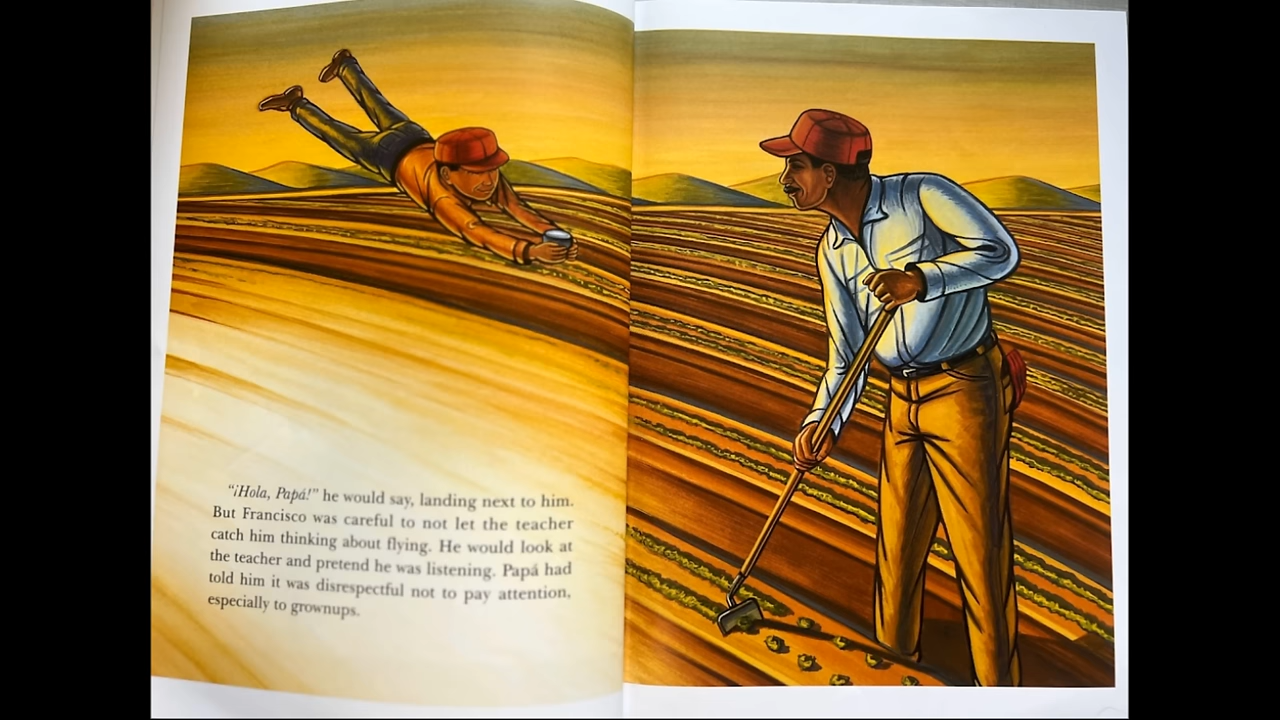 “¡Hola, Papá!” he would say, landing next to him.
But Francisco was careful to not let the teacher
catch him thinking about flying. He would look at
the teacher and pretend he was listening. Papá had
told him it was disrespectful not to pay attention,
especially to grownups.